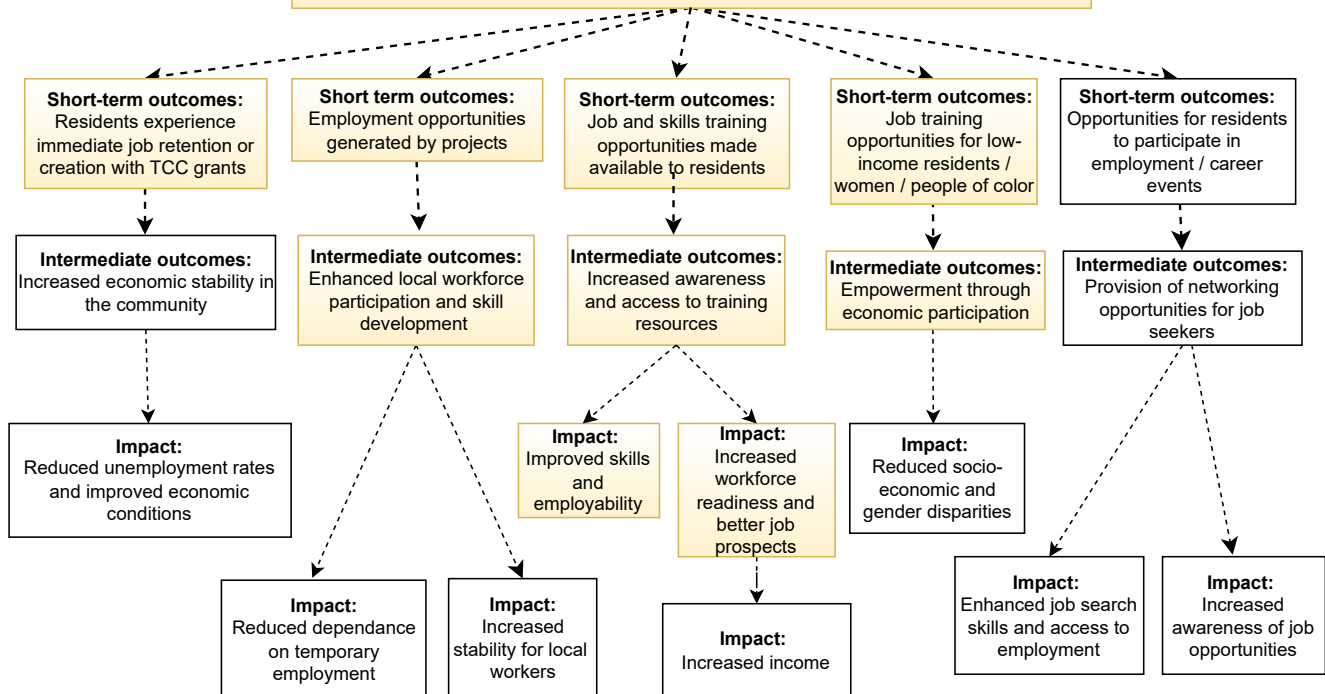 Short-term outcomes:
Residents experience
immediate job retention or
creation with TCC grants
Short term outcomes:
Employment opportunities
generated by projects
Short-term outcomes:
Job and skills training
opportunities made
available to residents
Short-term outcomes:
Job training
opportunities for low-
income residents /
women / people of color
Short-term outcomes:
Opportunities for residents
to participate in
employment / career
events
Intermediate outcomes:
Increased economic stability in
the community
Intermediate outcomes:
Enhanced local workforce
participation and skill
development
Intermediate outcomes:
Increased awareness
and access to training
resources
Intermediate outcomes:
Empowerment through
economic participation
Intermediate outcomes:
Provision of networking
opportunities for job
seekers
Impact:
Reduced unemployment rates
and improved economic
conditions
Impact:
Improved skills
and
employability
Impact:
Increased
workforce
readiness and
better job
prospects
Impact:
Reduced socio-
economic and
gender disparities
Impact:
Reduced dependance
on temporary
employment
Impact:
Increased
stability for local
workers
Impact:
Increased income
Impact:
Enhanced job search
skills and access to
employment
Impact:
Increased
awareness of job
opportunities